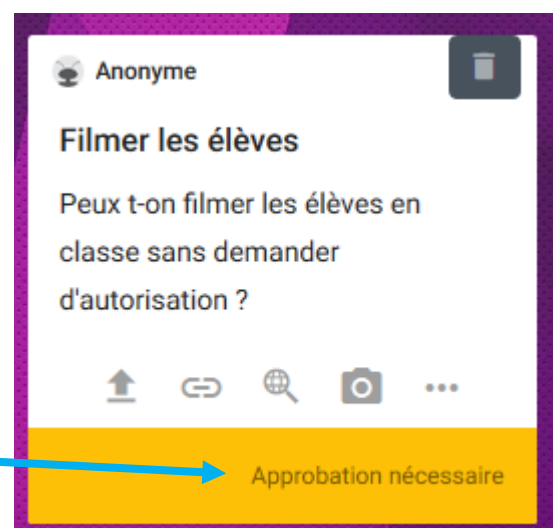 Anonyme
Filmer les élèves
Peux t-on filmer les élèves en
classe sans demander
d'autorisation ?
Approbation nécessaire